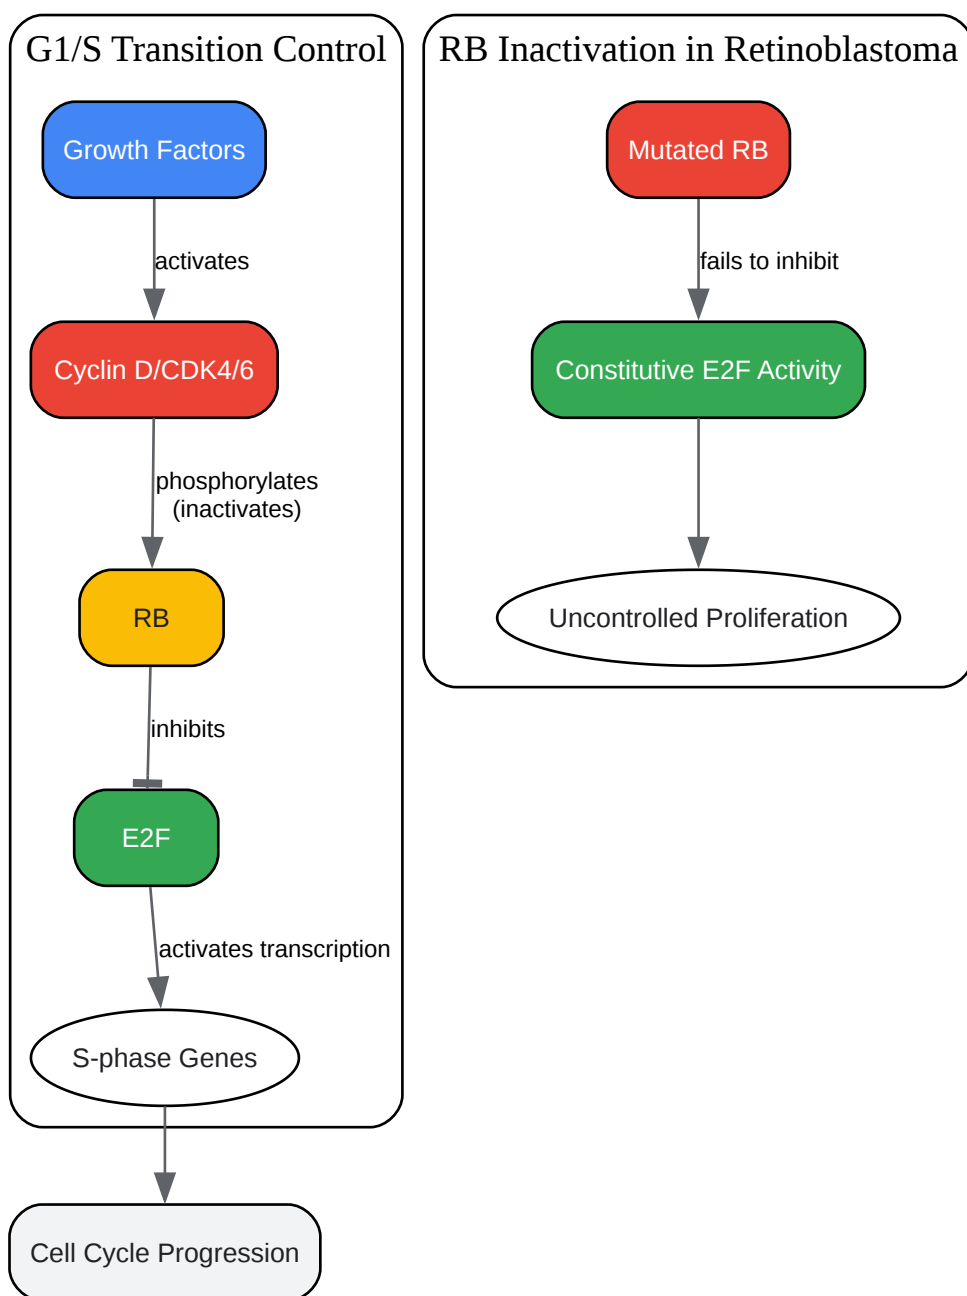 G1/S Transition Control
Growth Factors
activates
Cyclin D/CDK4/6
phosphorylates
(inactivates)
RB
inhibits
E2F
activates transcription
S-phase Genes
Cell Cycle Progression
RB Inactivation in Retinoblastoma
Mutated RB
fails to inhibit
Constitutive E2F Activity
Uncontrolled Proliferation